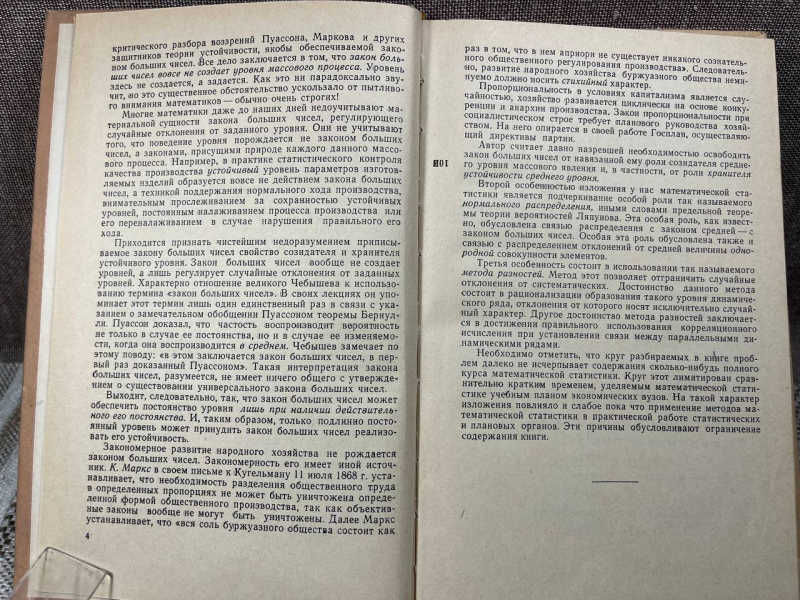 критического разбора воззрений Пуассона, Маркова и других
защитников теории устойчивости, якобы обеспечиваемой зако-
ном больших чисел. Все дело заключается в том, что закон боль-
ших чисел вовсе не создает уровня массового процесса. Уровень
здесь не создается, а задается. Как это ни парадоксально зву-
чит, но это существенное обстоятельство ускользало от пытливо-
го внимания математиков — обычно очень строгих!
Многие математики даже до наших дней недоучитывают ма-
териальной сущности закона больших чисел, регулирующего
случайные отклонения от заданного уровня. Они не учитывают
того, что поведение уровня порождается не законом больших
чисел, а законами, присущими природе каждого данного массо-
вого процесса. Например, в практике статистического контроля
качества производства устойчивый уровень параметров изготов-
ляемых изделий образуется вовсе не действием закона больших
чисел, а техникой поддержания нормального хода производства,
внимательным прослеживанием за сохранностью устойчивых
уровней, постоянным налаживанием процесса производства или
его переналаживанием в случае нарушения правильного его
хода.
Приходится признать чистейшим недоразумением приписы-
ваемое закону больших чисел свойство созидателя и хранителя
устойчивого уровня. Закон больших чисел вообще не создает
уровней, а лишь регулирует случайные отклонения от заданных
уровней. Характерно отношение великого Чебышева к использо-
ванию термина «закон больших чисел». В своих лекциях он упо-
минает этот термин лишь один единственный раз в связи с указа-
нием о замечательном обобщении Пуассоном теоремы Бернул-
ли. Пуассон доказал, что частость воспроизводит вероятность
не только в случае ее постоянства, но и в случае ее изменяемо-
сти, когда она воспроизводится в среднем. Чебышев замечает по
этому поводу: «в этом заключается закон больших чисел, в пер-
вый раз доказанный Пуассоном». Такая интерпретация закона
больших чисел, разумеется, не имеет ничего общего с утвержде-
нием о существовании универсального закона больших чисел.
Выходит, следовательно, так, что закон больших чисел может
обеспечить постоянство уровня лишь при наличии действитель-
ного его постоянства. И, таким образом, только подлинно посто-
янный уровень может принудить закон больших чисел реализо-
вать его устойчивость.
Закономерное развитие народного хозяйства не рождается
законом больших чисел. Закономерность его имеет иной источ-
ник. К. Маркс в своем письме к Кугельману 11 июля 1868 г. уста-
навливает, что необходимость разделения общественного труда
в определенных пропорциях не может быть уничтожена опреде-
ленной формой общественного производства, так как объектив-
ные законы вообще не могут быть уничтожены. Далее Маркс
устанавливает, что «вся соль буржуазного общества состоит как
4
раз в том, что в нем априори не существует никакого сознатель-
ного общественного регулирования производства». Следователь-
но, развитие народного хозяйства буржуазного общества неми-
нуемо должно носить стихийный характер.
Пропорциональность в условиях капитализма является слу-
чайностью, хозяйство развивается циклически на основе конку-
ренции и анархии производства. Закон пропорциональности при
социалистическом строе требует планового руководства хозяй-
ством. На него опирается в своей работе Госплан, осуществляю-
щий директивы партии.
Автор считает давно назревшей необходимостью освободить
закон больших чисел от навязанной ему роли созидателя средне-
го уровня массового явления и, в частности, от роли хранителя
устойчивости среднего уровня.
Второй особенностью изложения у нас математической ста-
тистики является подчеркивание особой роли так называемого
нормального распределения, иными словами предельной теоре-
мы теории вероятностей Ляпунова. Эта особая роль, как извест-
но, обусловлена связью распределения с законом средней — с
законом больших чисел. Особая эта роль обусловлена также и
связью с распределением отклонений от средней величины одно-
родной совокупности элементов.
Третья особенность состоит в использовании так называемого
метода разностей. Метод этот позволяет отграничить случайные
отклонения от систематических. Достоинство данного метода
состоит в рационализации образования такого уровня динамиче-
ского ряда, отклонения от которого носят исключительно случай-
ный характер. Другое достоинство метода разностей заключает-
ся в достижении правильного использования корреляционного
исчисления при установлении связи между параллельными ди-
намическими рядами.
Необходимо отметить, что круг разбираемых в книге проб-
лем далеко не исчерпывает содержания сколько-нибудь полного
курса математической статистики. Круг этот лимитирован срав-
нительно кратким временем, уделяемым математической стати-
стике учебным планом экономических вузов. На такой характер
изложения повлияло и слабое пока что применение методов ма-
тематической статистики в практической работе статистических
и плановых органов. Эти причины обусловливают ограничение
содержания книги.